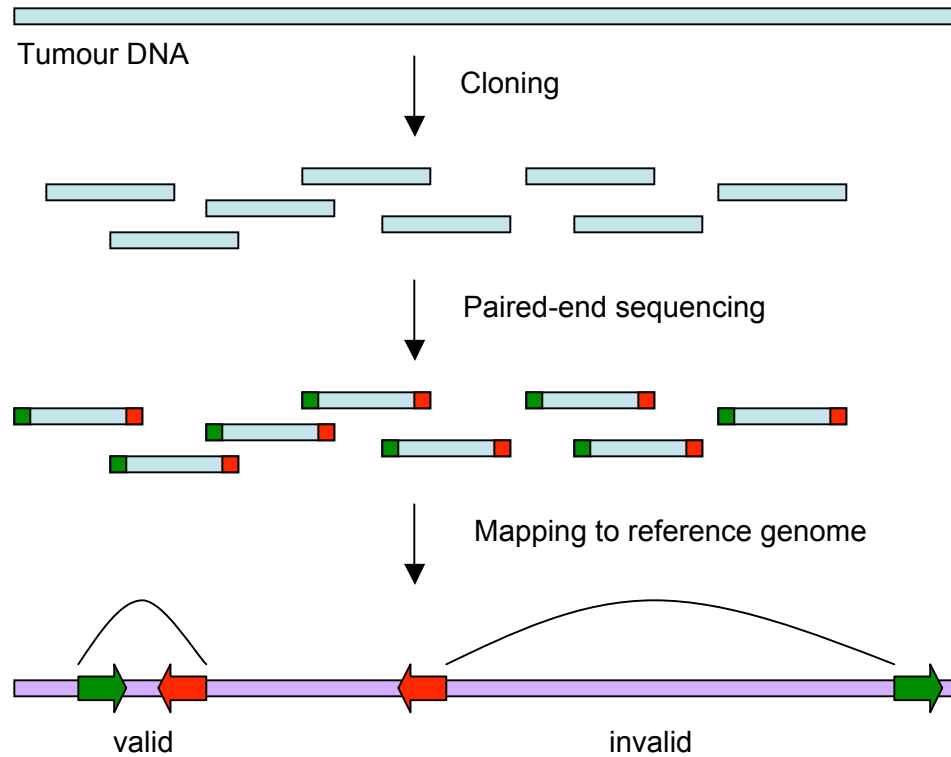 Tumour DNA
Cloning
Paired-end sequencing
Mapping to reference genome
valid
invalid